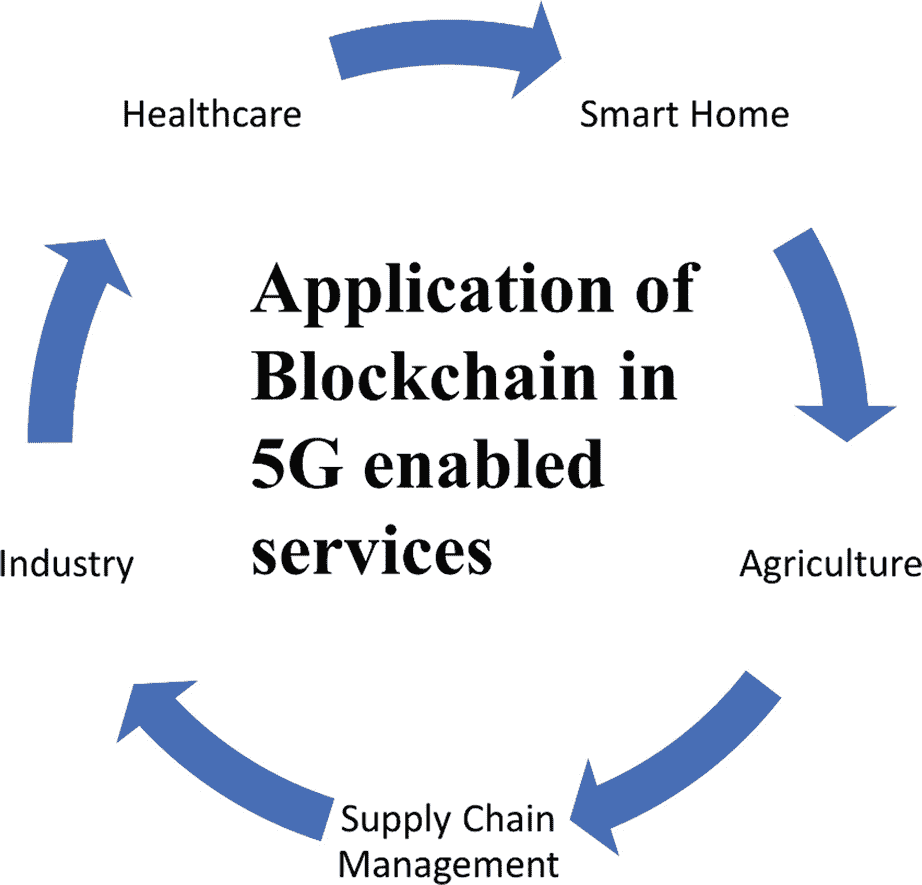 Healthcare
Smart Home
Application of
Blockchain in
5G enabled
services
Industry
Agriculture
Supply Chain
Management